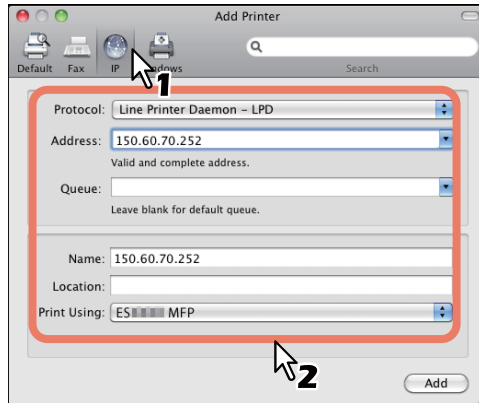 Add Printer
Default Fax IP
Search
1
Protocol: Line Printer Daemon – LPD
Address: 150.60.70.252
Valid and complete address.
Queue:
Leave blank for default queue.
Name: 150.60.70.252
Location:
Print Using: ES MFP
2
Add